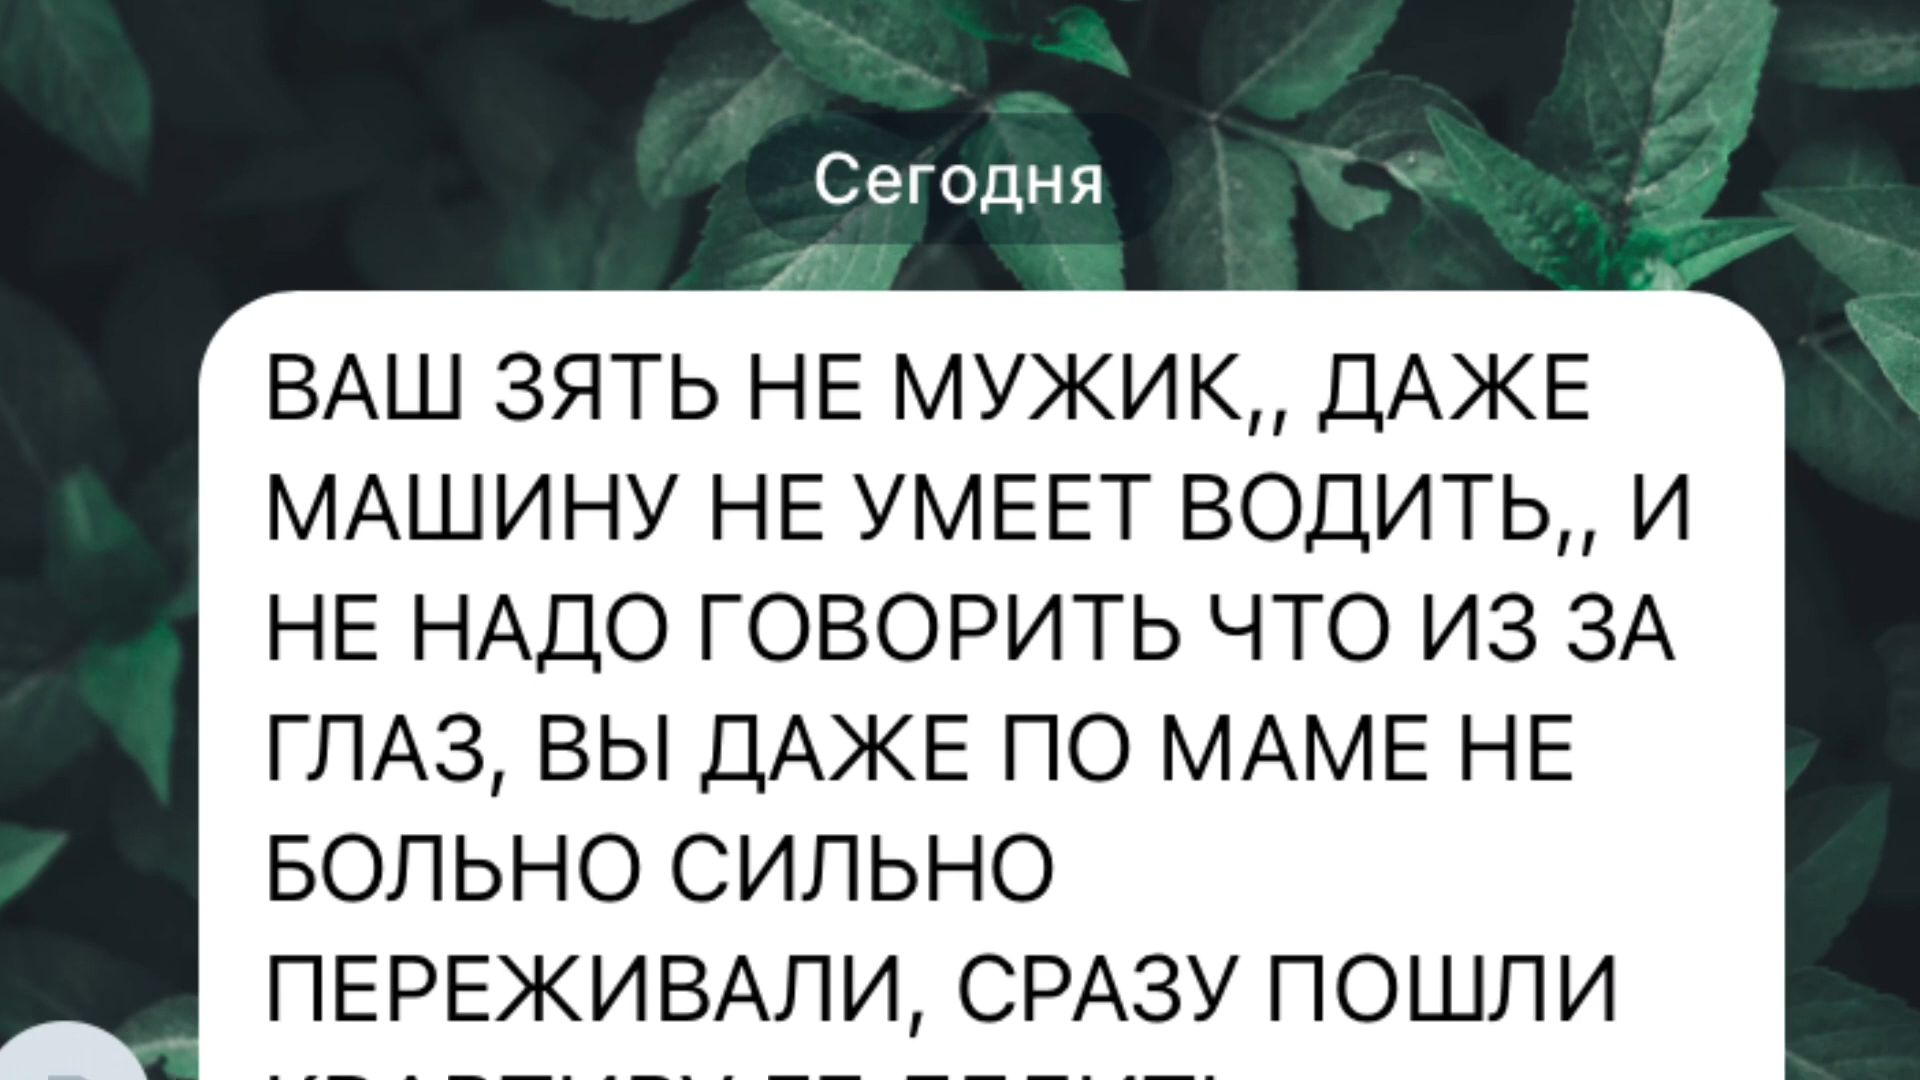 Сегодня
ВАШ ЗЯТЬ НЕ МУЖИК,, ДАЖЕ
МАШИНУ НЕ УМЕЕТ ВОДИТЬ,, И
НЕ НАДО ГОВОРИТЬ ЧТО ИЗ ЗА
ГЛАЗ, ВЫ ДАЖЕ ПО МАМЕ НЕ
БОЛЬНО СИЛЬНО
ПЕРЕЖИВАЛИ, СРАЗУ ПОШЛИ